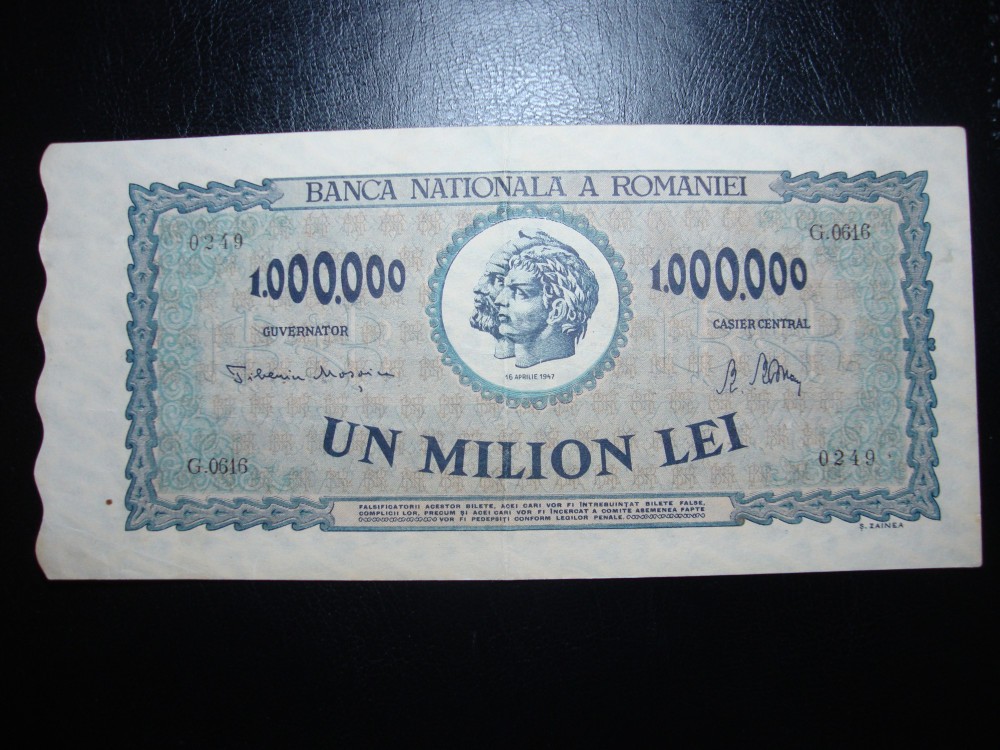 BANCA NATIONALA A ROMANIEI
0249
G.0616
1.000.000
1.000.000
GUVERNATOR
CASIER CENTRAL
16 APRILIE 1947
UN MILION LEI
G.0616
0249
FALSIFICATORII ACESTOR BILETE, ACEI CARI VOR FI ÎNTREBUINȚAT BILETE FALSE,
COMPLICII LOR, PRECUM ȘI ACEI CARI VOR FI ÎNCERCAT A COMITE ASEMENEA FAPTE
VOR FI PEDEPSIȚI CONFORM LEGILOR PENALE.
Ș. ZAINEA